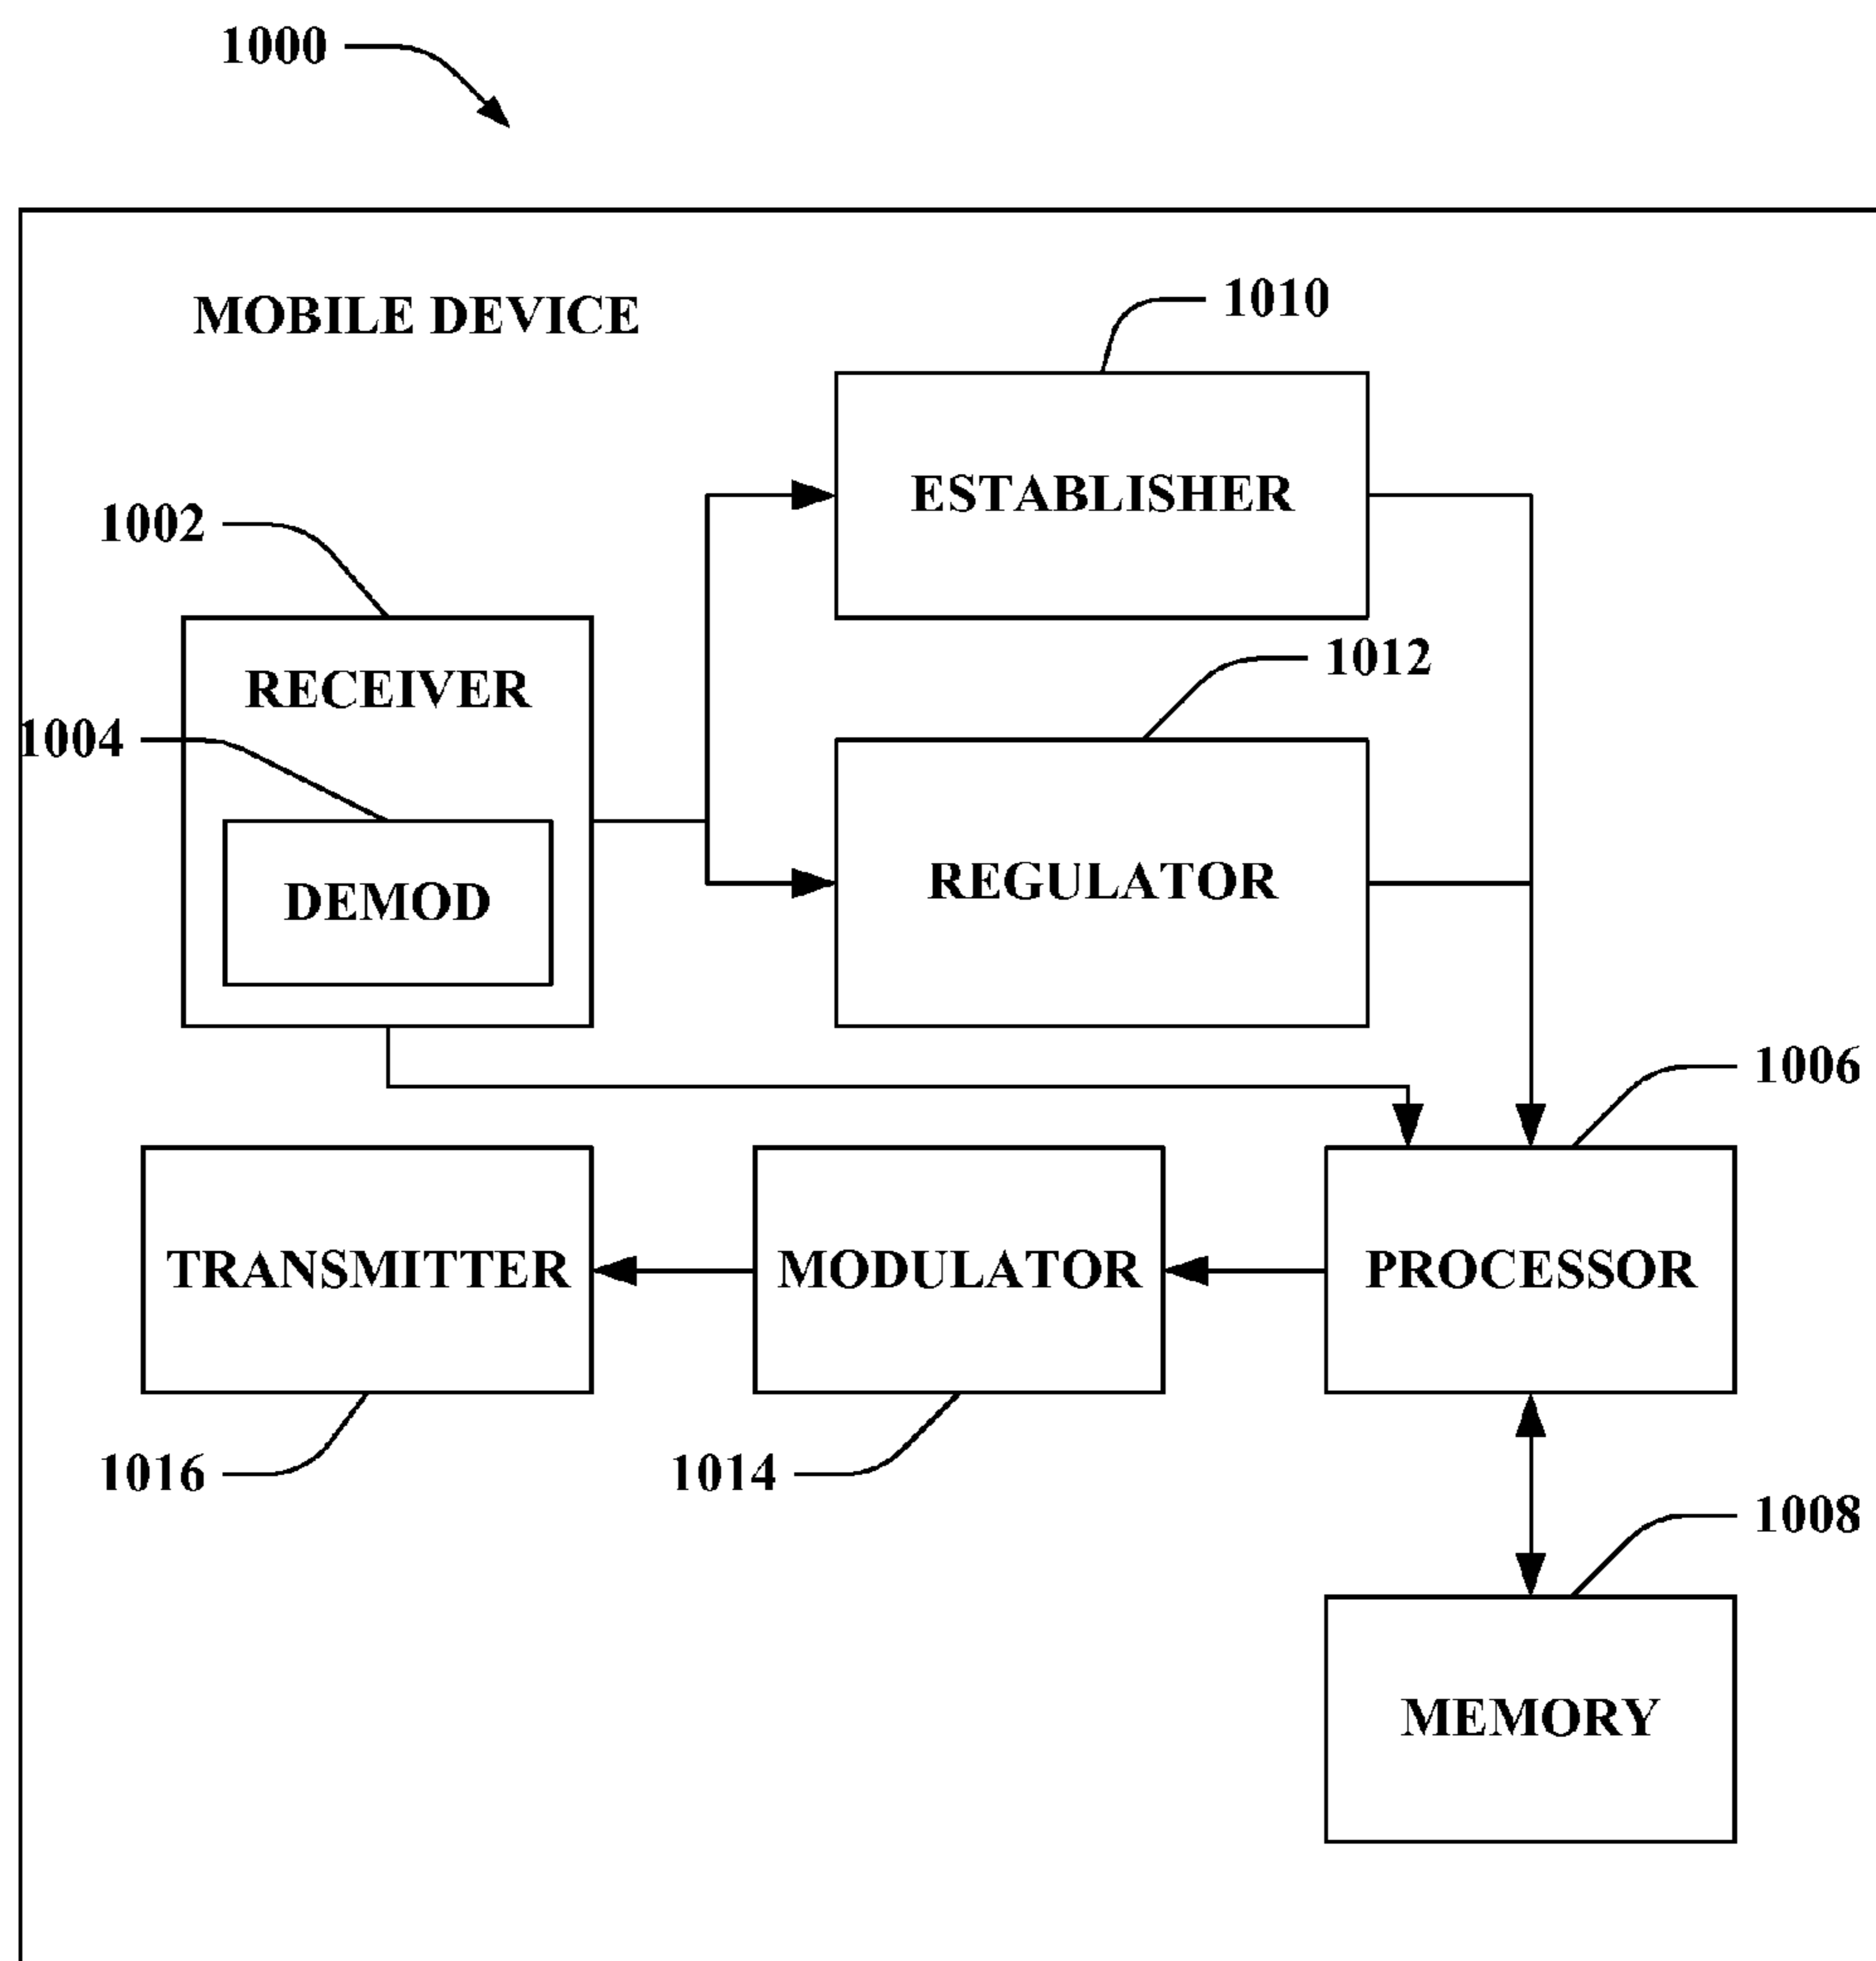 1000
MOBILE DEVICE
1010
ESTABLISHER
1002
1012
RECEIVER
1004
REGULATOR
DEMOD
1006
TRANSMITTER
MODULATOR
PROCESSOR
1016
1014
1008
MEMORY